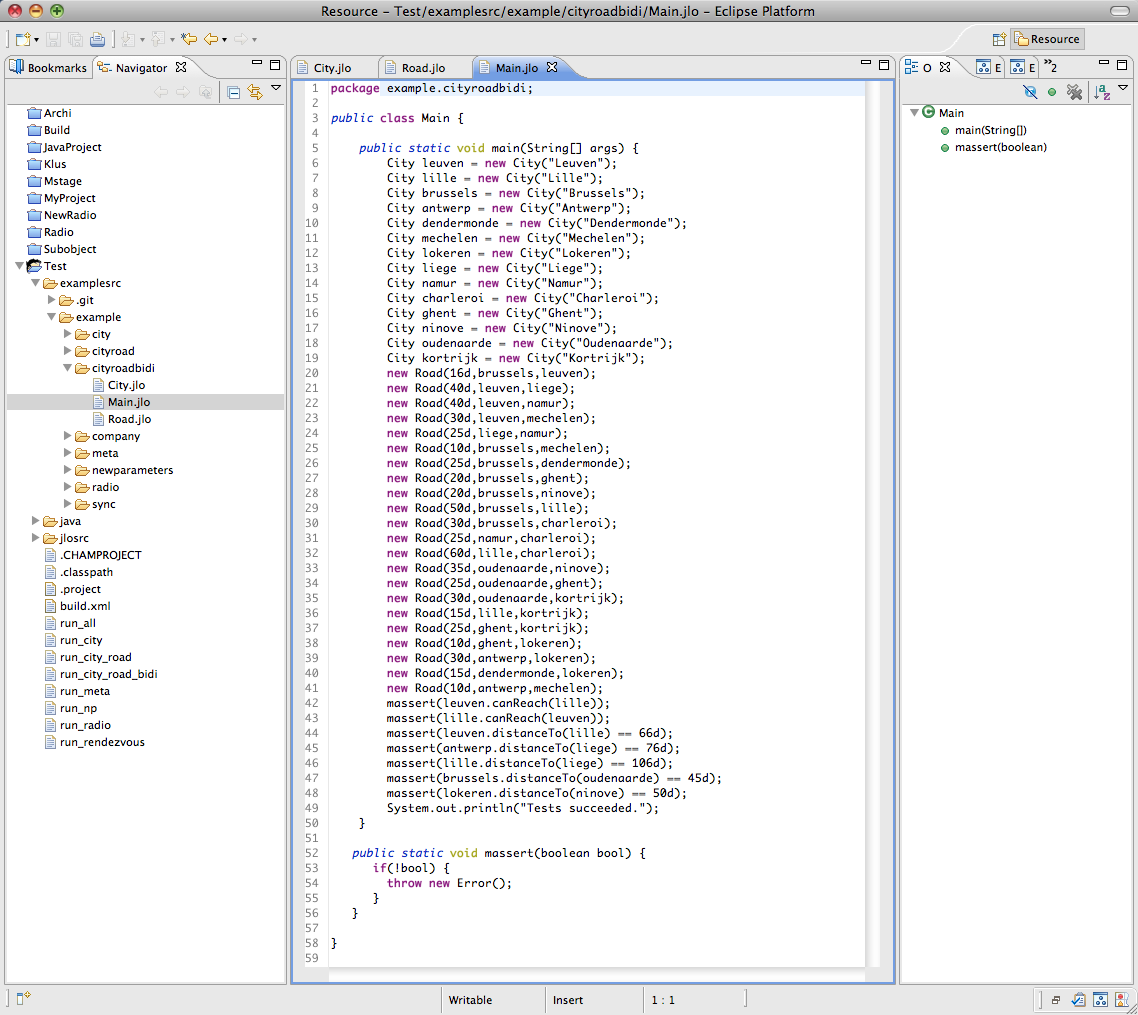 Resource – Test/examplesrc/example/cityroadbidi/Main.jlo – Eclipse Platform
Resource
Bookmarks
Navigator
City.jlo
Road.jlo
Main.jlo
O
E
E
»2
Archi
Build
JavaProject
Klus
Mstage
MyProject
NewRadio
Radio
Subobject
Test
examplesrc
.git
example
city
cityroad
cityroadbidi
City.jlo
Main.jlo
Road.jlo
company
meta
newparameters
radio
sync
java
jlosrc
.CHAMPROJECT
.classpath
.project
build.xml
run_all
run_city
run_city_road
run_city_road_bidi
run_meta
run_np
run_radio
run_rendezvous
1 package example.cityroadbidi;
2
3 public class Main {
4
5 public static void main(String[] args) {
6 City leuven = new City("Leuven");
7 City lille = new City("Lille");
8 City brussels = new City("Brussels");
9 City antwerp = new City("Antwerp");
10 City dendermonde = new City("Dendermonde");
11 City mechelen = new City("Mechelen");
12 City lokeren = new City("Lokeren");
13 City liege = new City("Liege");
14 City namur = new City("Namur");
15 City charleroi = new City("Charleroi");
16 City ghent = new City("Ghent");
17 City ninove = new City("Ninove");
18 City oudenaarde = new City("Oudenaarde");
19 City kortrijk = new City("Kortrijk");
20 new Road(16d,brussels,leuven);
21 new Road(40d,leuven,liege);
22 new Road(40d,leuven,namur);
23 new Road(30d,leuven,mechelen);
24 new Road(25d,liege,namur);
25 new Road(10d,brussels,mechelen);
26 new Road(25d,brussels,dendermonde);
27 new Road(20d,brussels,ghent);
28 new Road(20d,brussels,ninove);
29 new Road(50d,brussels,lille);
30 new Road(30d,brussels,charleroi);
31 new Road(25d,namur,charleroi);
32 new Road(60d,lille,charleroi);
33 new Road(35d,oudenaarde,ninove);
34 new Road(25d,oudenaarde,ghent);
35 new Road(30d,oudenaarde,kortrijk);
36 new Road(15d,lille,kortrijk);
37 new Road(25d,ghent,kortrijk);
38 new Road(10d,ghent,lokeren);
39 new Road(30d,antwerp,lokeren);
40 new Road(15d,dendermonde,lokeren);
41 new Road(10d,antwerp,mechelen);
42 massert(leuven.canReach(lille));
43 massert(lille.canReach(leuven));
44 massert(leuven.distanceTo(lille) == 66d);
45 massert(antwerp.distanceTo(liege) == 76d);
46 massert(lille.distanceTo(liege) == 106d);
47 massert(brussels.distanceTo(oudenaarde) == 45d);
48 massert(lokeren.distanceTo(ninove) == 50d);
49 System.out.println("Tests succeeded.");
50 }
51
52 public static void massert(boolean bool) {
53 if(!bool) {
54 throw new Error();
55 }
56 }
57
58 }
59
Main
main(String[])
massert(boolean)
Writable
Insert
1 : 1